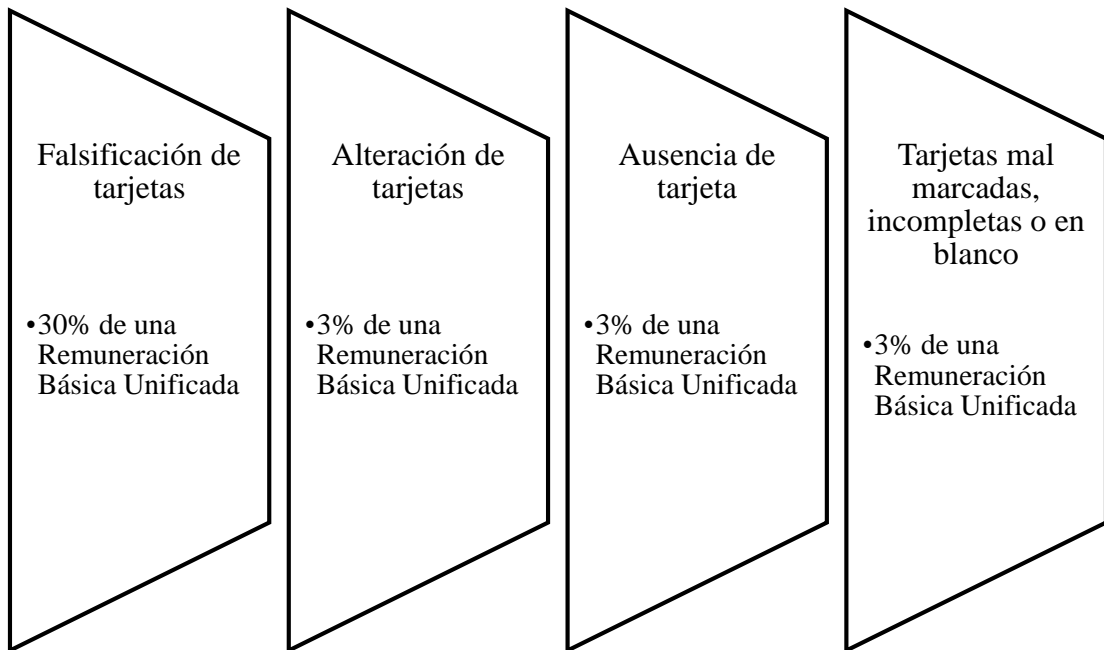 Falsificación de
tarjetas
•30% de una
Remuneración
Básica Unificada
Alteración de
tarjetas
•3% de una
Remuneración
Básica Unificada
Ausencia de
tarjeta
•3% de una
Remuneración
Básica Unificada
Tarjetas mal
marcadas,
incompletas o en
blanco
•3% de una
Remuneración
Básica Unificada